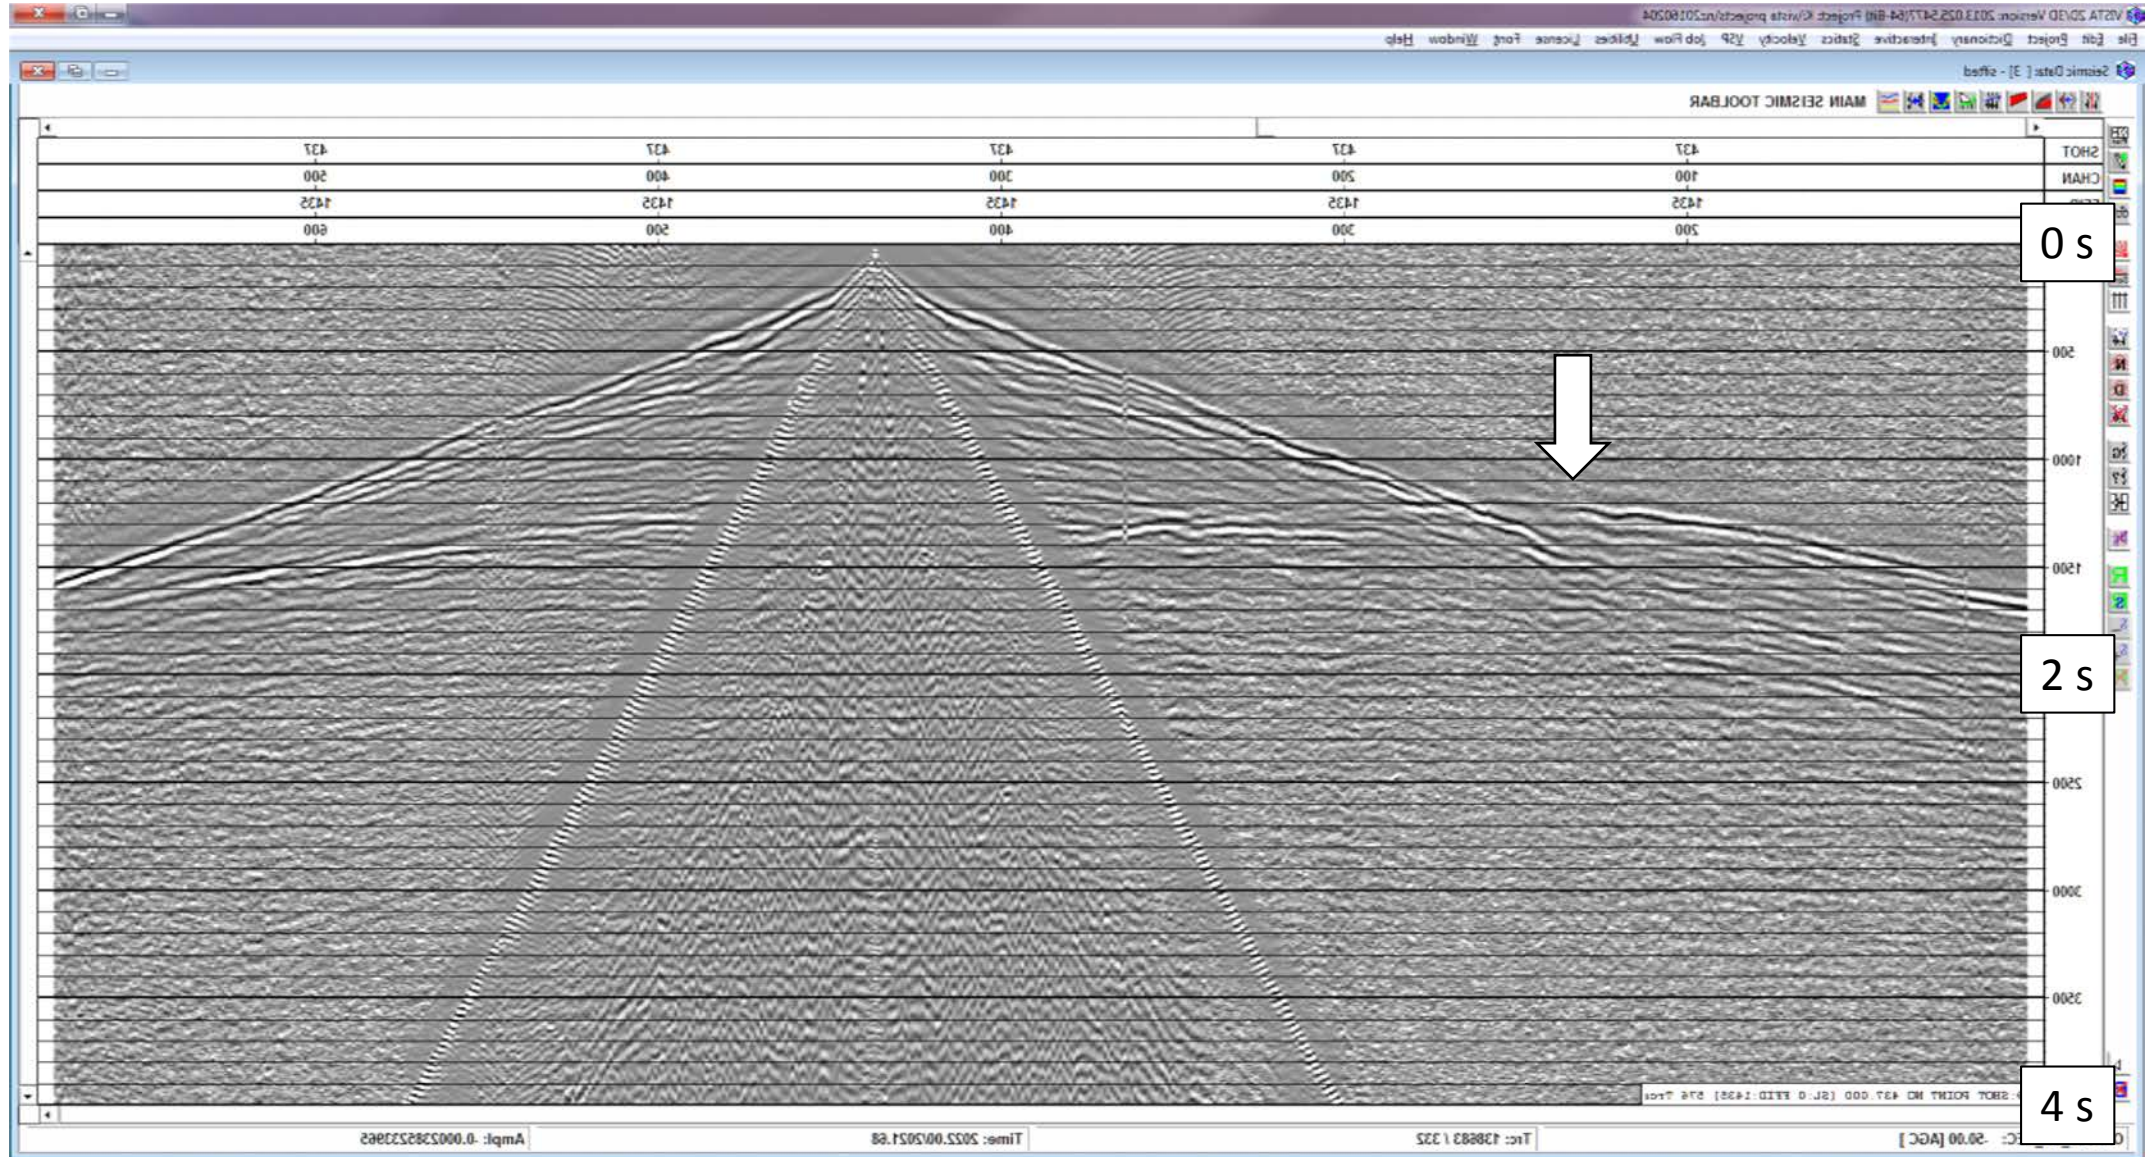 VISTA 2D/3D Version: 2013.025.5477(64-Bit) Project: C:\vista projects\nz20160204
File Edit Project Dictionary Interactive Statics Velocity VSP Job Flow Utilities License Font Window Help
Seismic Data: [ 3] - sifted
MAIN SEISMIC TOOLBAR
SHOT 437 437 437 437 437
CHAN 100 200 300 400 500
1435 1435 1435 1435 1435
200 300 400 500 600
0 s
500
1000
1500
2 s
2500
3000
3500
4 s
SHOT POINT NO 437.000 [SL:0 FFID:1435] 576
-50.00 [AGC ] Trc: 138683 / 332 Time: 2022.00/2021.68 Ampl: -0.0002385233965